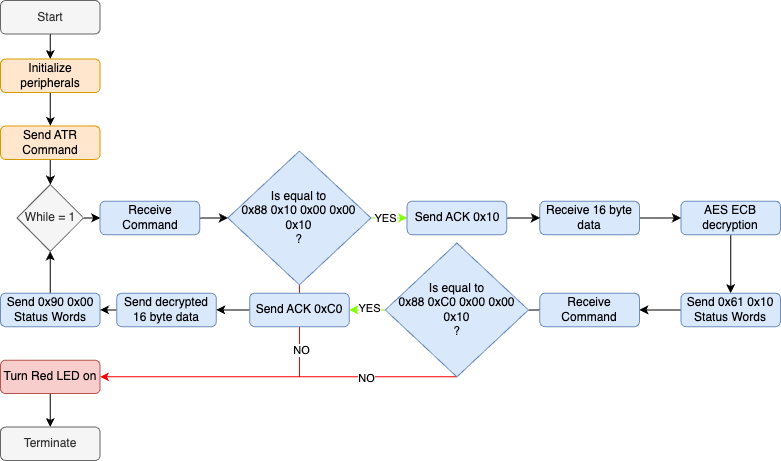 Start
Initialize
peripherals
Send ATR
Command
While = 1
Receive
Command
Is equal to
0x88 0x10 0x00 0x00
0x10
?
YES
Send ACK 0x10
Receive 16 byte
data
AES ECB
decryption
Send 0x61 0x10
Status Words
Receive
Command
Is equal to
0x88 0xC0 0x00 0x00
0x10
?
YES
Send ACK 0xC0
Send decrypted
16 byte data
Send 0x90 0x00
Status Words
NO
NO
Turn Red LED on
Terminate